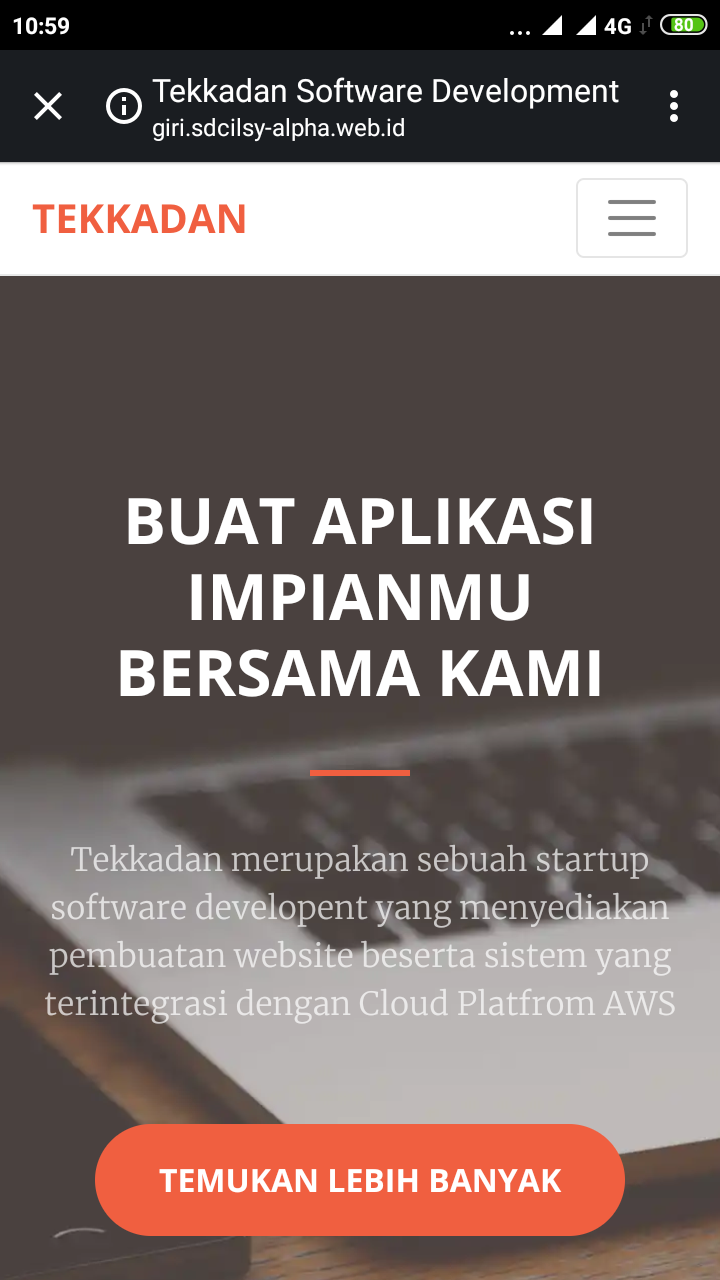 10:59
... 4G 80
Tekkadan Software Development
giri.sdcilsy-alpha.web.id
TEKKADAN
BUAT APLIKASI
IMPIANMU
BERSAMA KAMI
Tekkadan merupakan sebuah startup
software developent yang menyediakan
pembuatan website beserta sistem yang
terintegrasi dengan Cloud Platfrom AWS
TEMUKAN LEBIH BANYAK